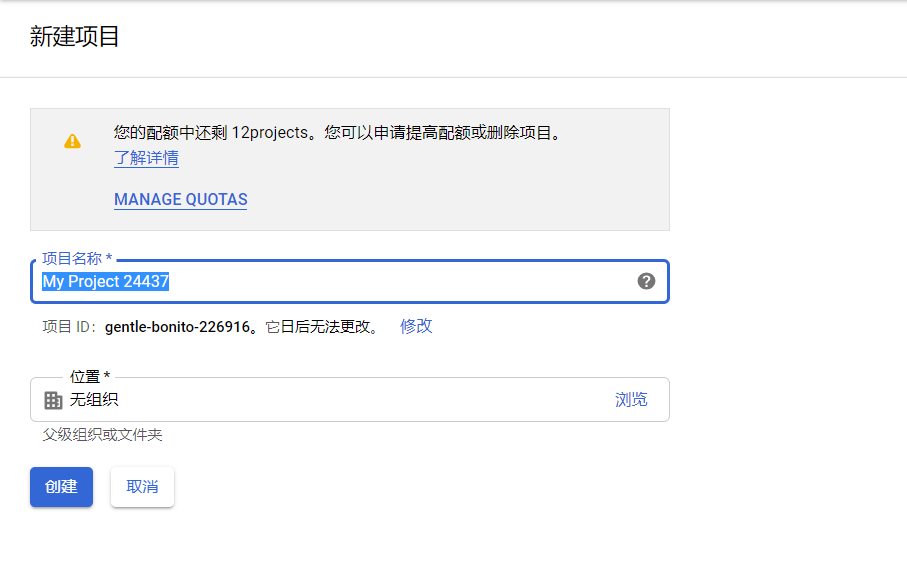 新建项目
您的配额中还剩 12projects。您可以申请提高配额或删除项目。
了解详情
MANAGE QUOTAS
项目名称 *
My Project 24437
项目 ID：gentle-bonito-226916。它日后无法更改。 修改
位置 *
无组织 浏览
父级组织或文件夹
创建 取消